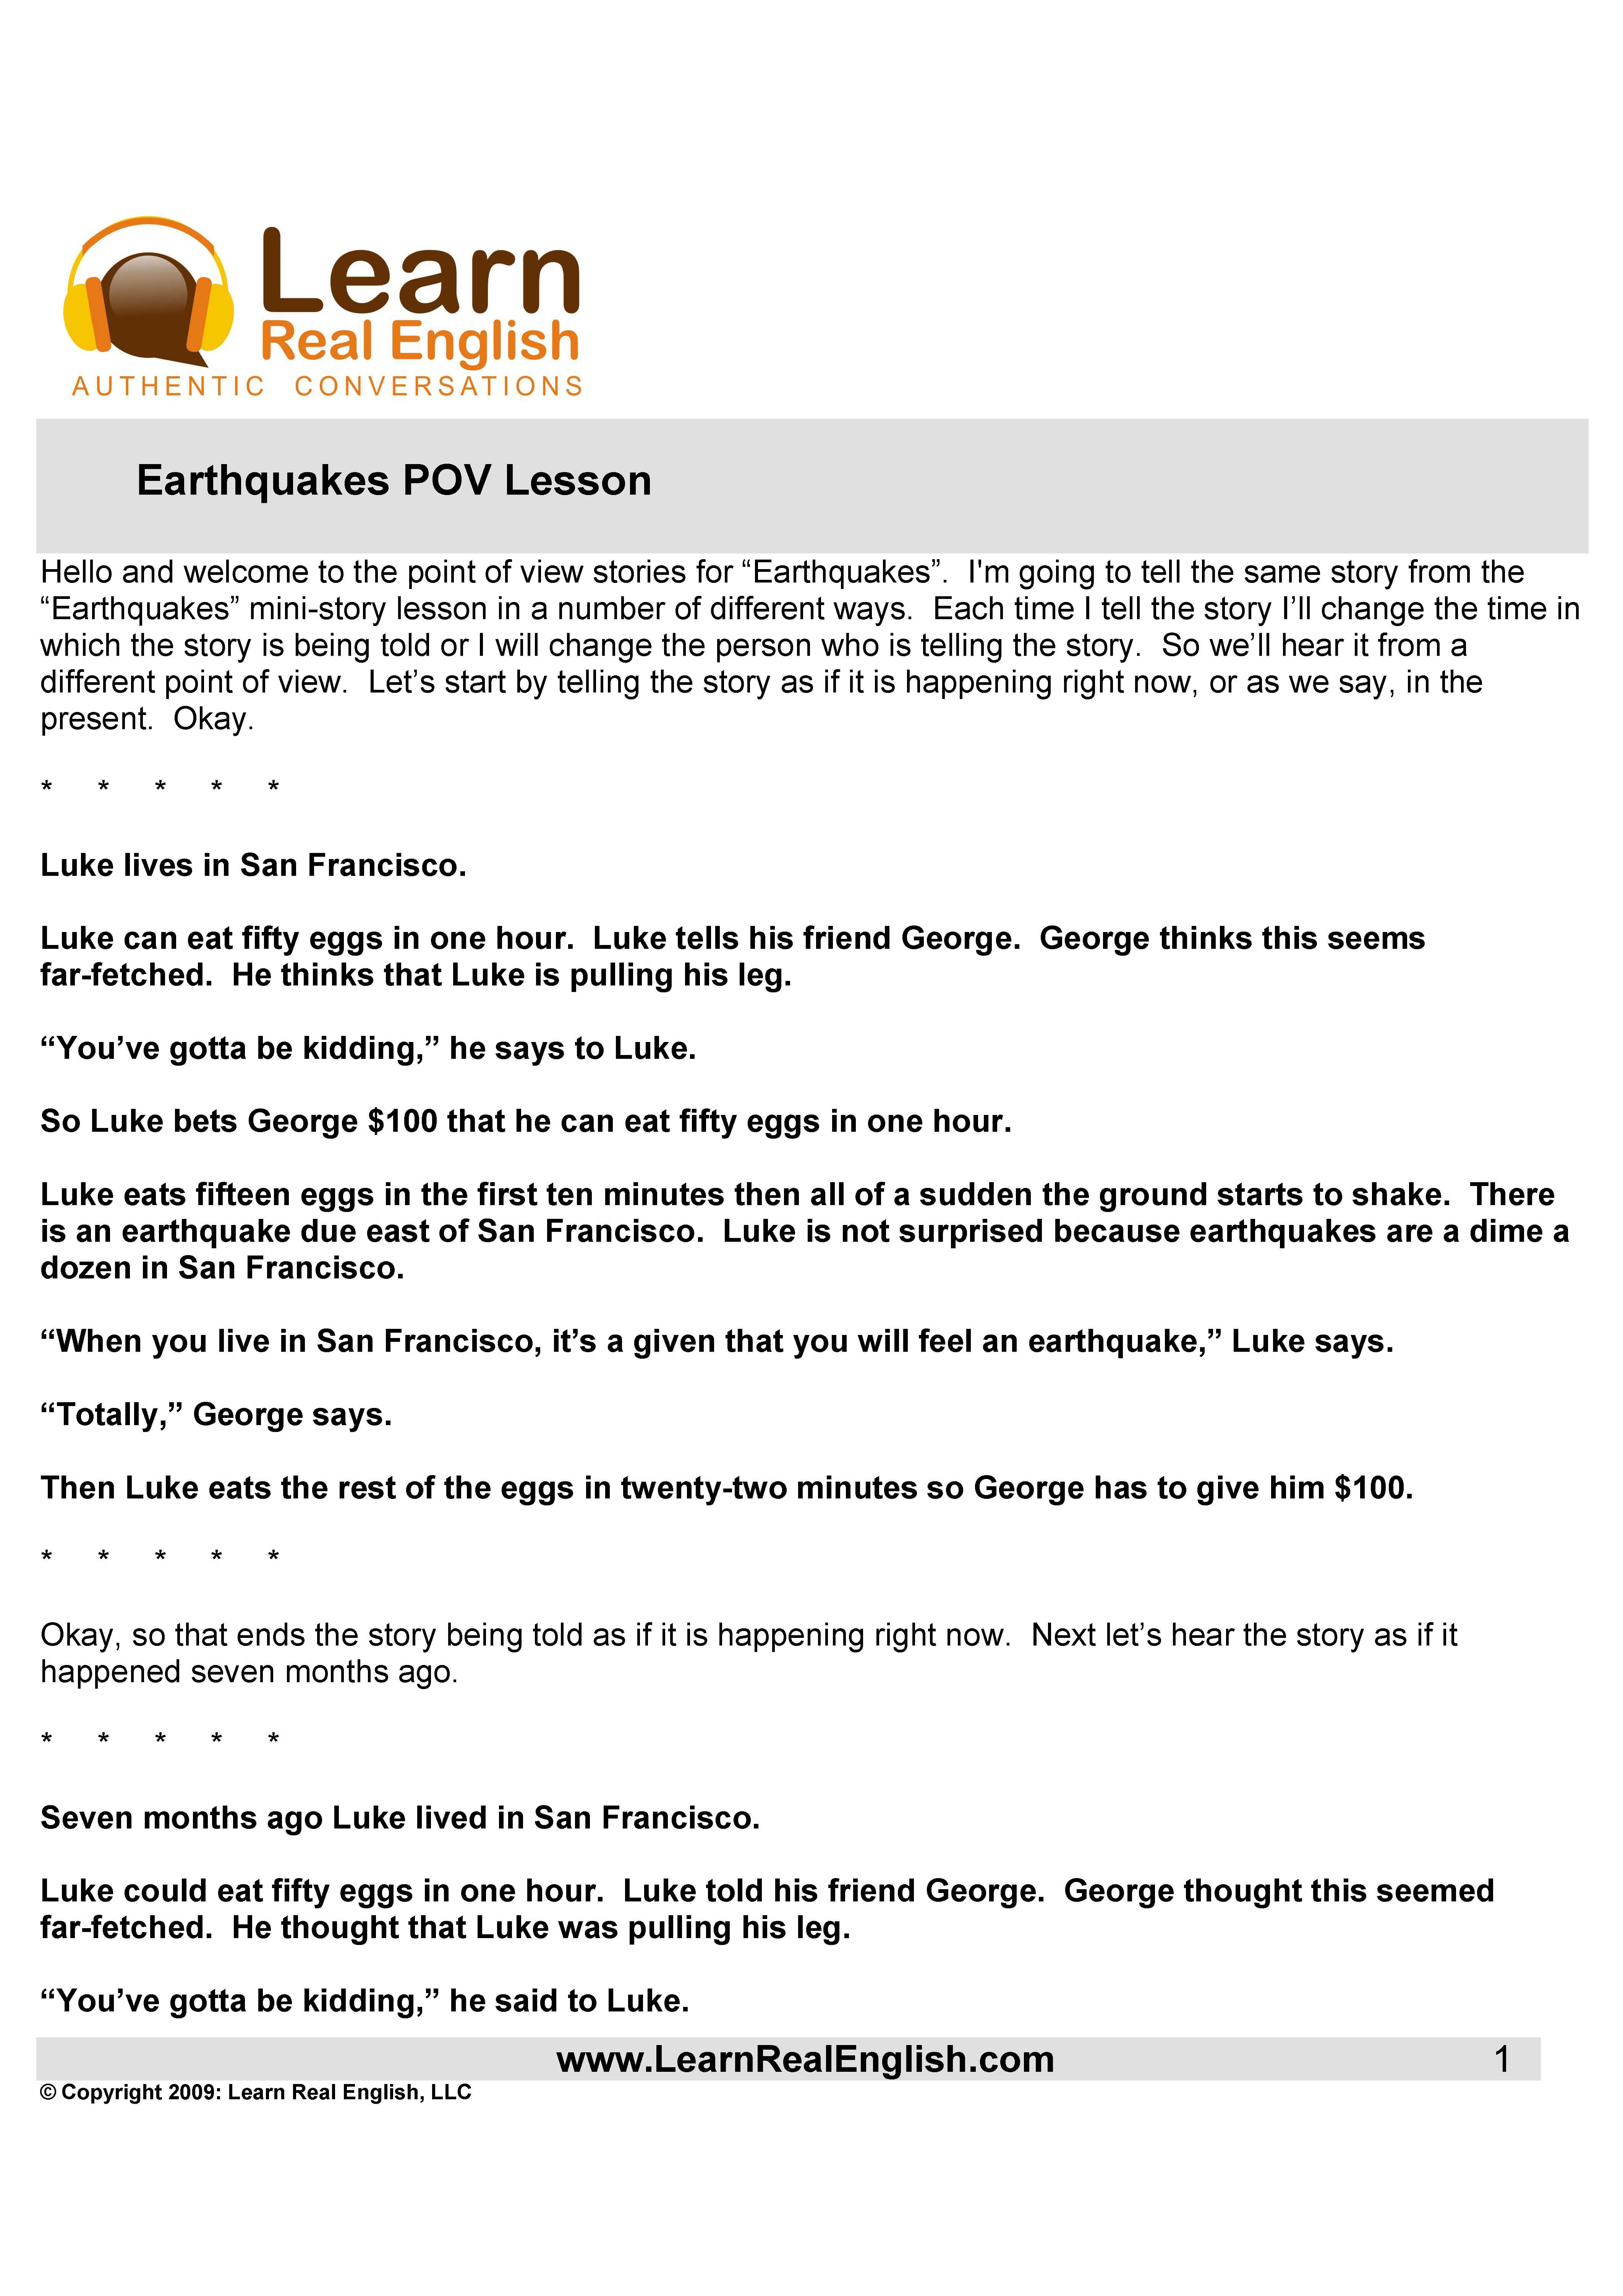 Learn
Real English
AUTHENTIC CONVERSATIONS
Earthquakes POV Lesson
Hello and welcome to the point of view stories for “Earthquakes”.  I'm going to tell the same story from the
“Earthquakes” mini-story lesson in a number of different ways.  Each time I tell the story I’ll change the time in
which the story is being told or I will change the person who is telling the story.  So we’ll hear it from a
different point of view.  Let’s start by telling the story as if it is happening right now, or as we say, in the
present.  Okay.
* * * * *
Luke lives in San Francisco.
Luke can eat fifty eggs in one hour.  Luke tells his friend George.  George thinks this seems
far-fetched.  He thinks that Luke is pulling his leg.
“You’ve gotta be kidding,” he says to Luke.
So Luke bets George $100 that he can eat fifty eggs in one hour.
Luke eats fifteen eggs in the first ten minutes then all of a sudden the ground starts to shake.  There
is an earthquake due east of San Francisco.  Luke is not surprised because earthquakes are a dime a
dozen in San Francisco.
“When you live in San Francisco, it’s a given that you will feel an earthquake,” Luke says.
“Totally,” George says.
Then Luke eats the rest of the eggs in twenty-two minutes so George has to give him $100.
* * * * *
Okay, so that ends the story being told as if it is happening right now.  Next let’s hear the story as if it
happened seven months ago.
* * * * *
Seven months ago Luke lived in San Francisco.
Luke could eat fifty eggs in one hour.  Luke told his friend George.  George thought this seemed
far-fetched.  He thought that Luke was pulling his leg.
“You’ve gotta be kidding,” he said to Luke.
www.LearnRealEnglish.com 1
© Copyright 2009: Learn Real English, LLC